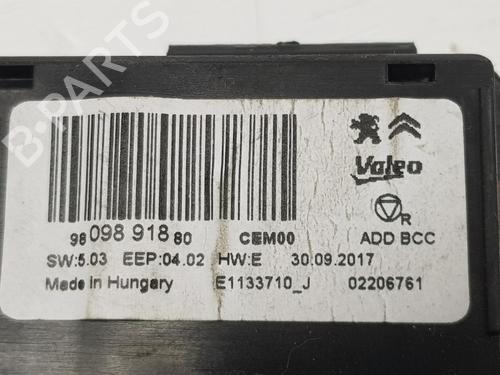 Valeo
R
98 098 918 80 CEM00 ADD BCC
SW:5.03 EEP:04.02 HW:E 30.09.2017
Made in Hungary E1133710_J 02206761
B-PARTS